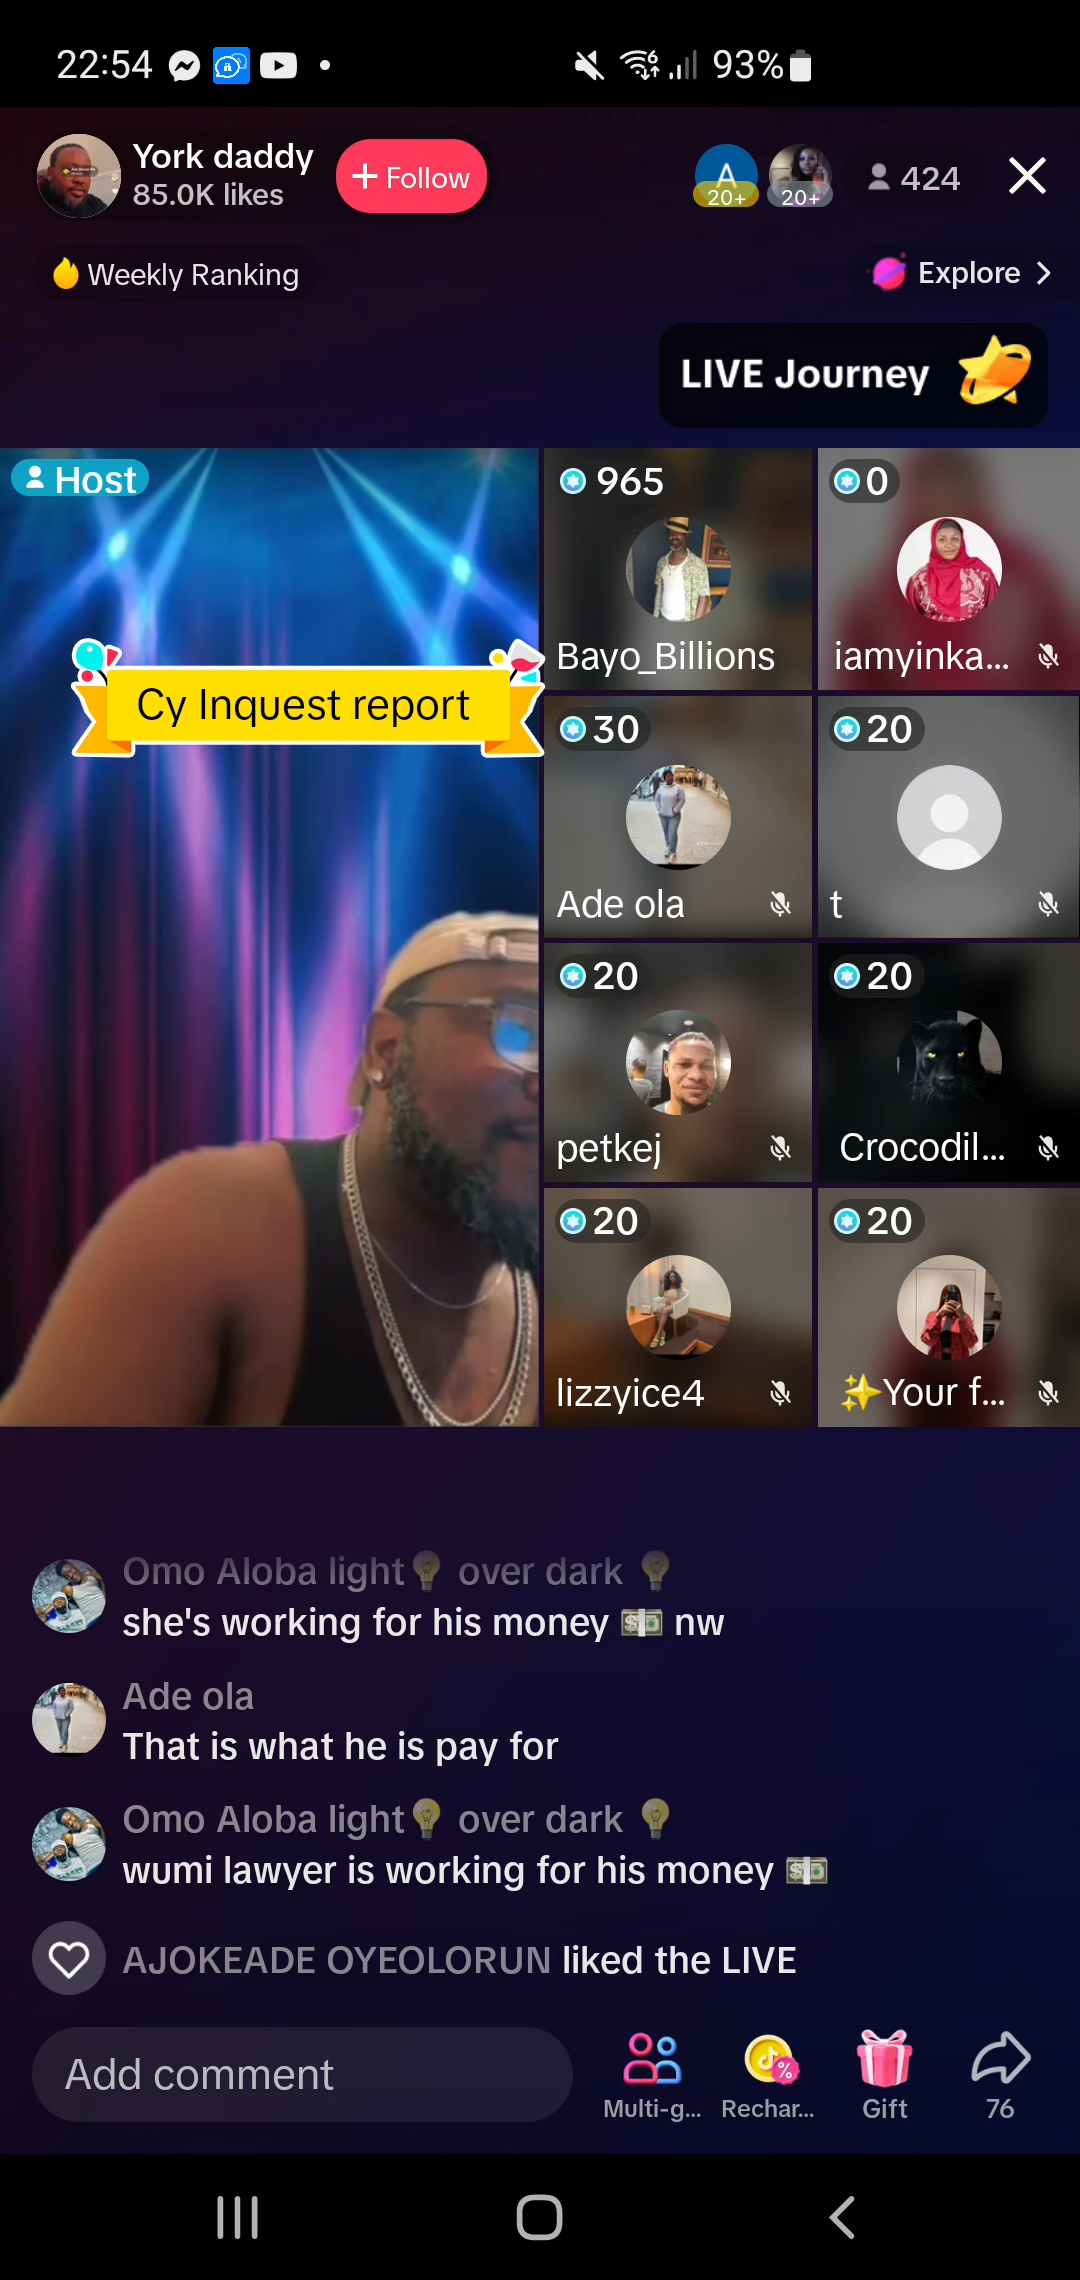 22:54
93%
York daddy
85.0K likes
+ Follow
A
20+
20+
424
Weekly Ranking
Explore >
LIVE Journey
Host
Cy Inquest report
965
Bayo_Billions
0
iamyinka...
30
Ade ola
20
t
20
petkej
20
Crocodil...
20
lizzyice4
20
✨Your f...
Omo Aloba light💡 over dark 💡
she's working for his money 💵 nw
Ade ola
That is what he is pay for
Omo Aloba light💡 over dark 💡
wumi lawyer is working for his money 💵
AJOKEADE OYEOLORUN liked the LIVE
Add comment
Multi-g...
Rechar...
Gift
76